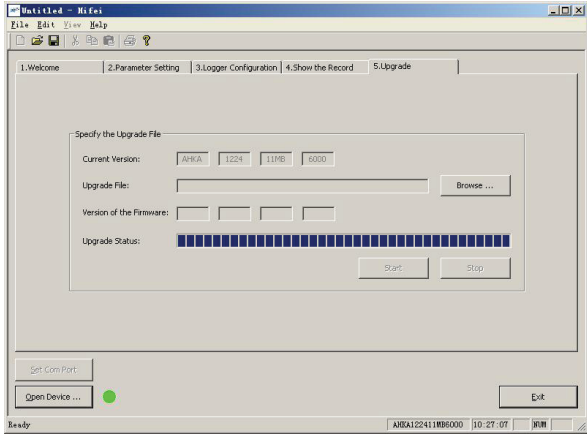 Untitled - Hifei
File Edit View Help
1.Welcome 2.Parameter Setting 3.Logger Configuration 4.Show the Record 5.Upgrade
Specify the Upgrade File
Current Version: AHKA 1224 11MB 6000
Upgrade File: Browse ...
Version of the Firmware:
Upgrade Status:
Start Stop
Set Com Port
Open Device ... Exit
Ready AHKA122411MB6000 10:27:07 NUM